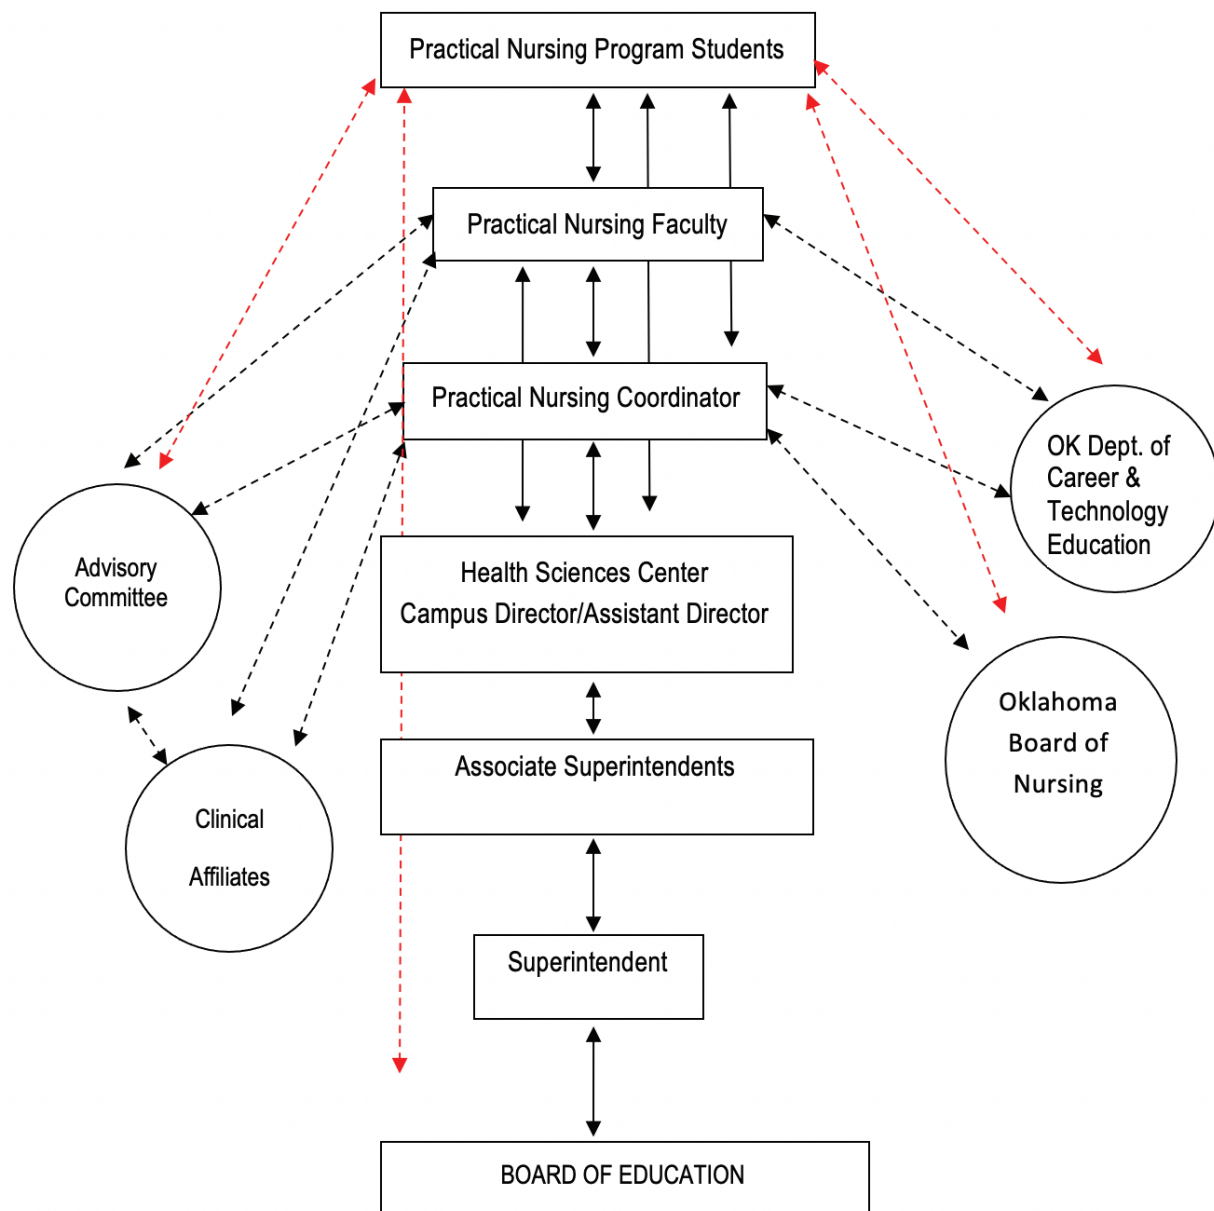 Practical Nursing Program Students
Practical Nursing Faculty
Practical Nursing Coordinator
OK Dept. of
Career &
Technology
Education
Advisory
Committee
Health Sciences Center
Campus Director/Assistant Director
Oklahoma
Board of
Nursing
Associate Superintendents
Clinical
Affiliates
Superintendent
BOARD OF EDUCATION